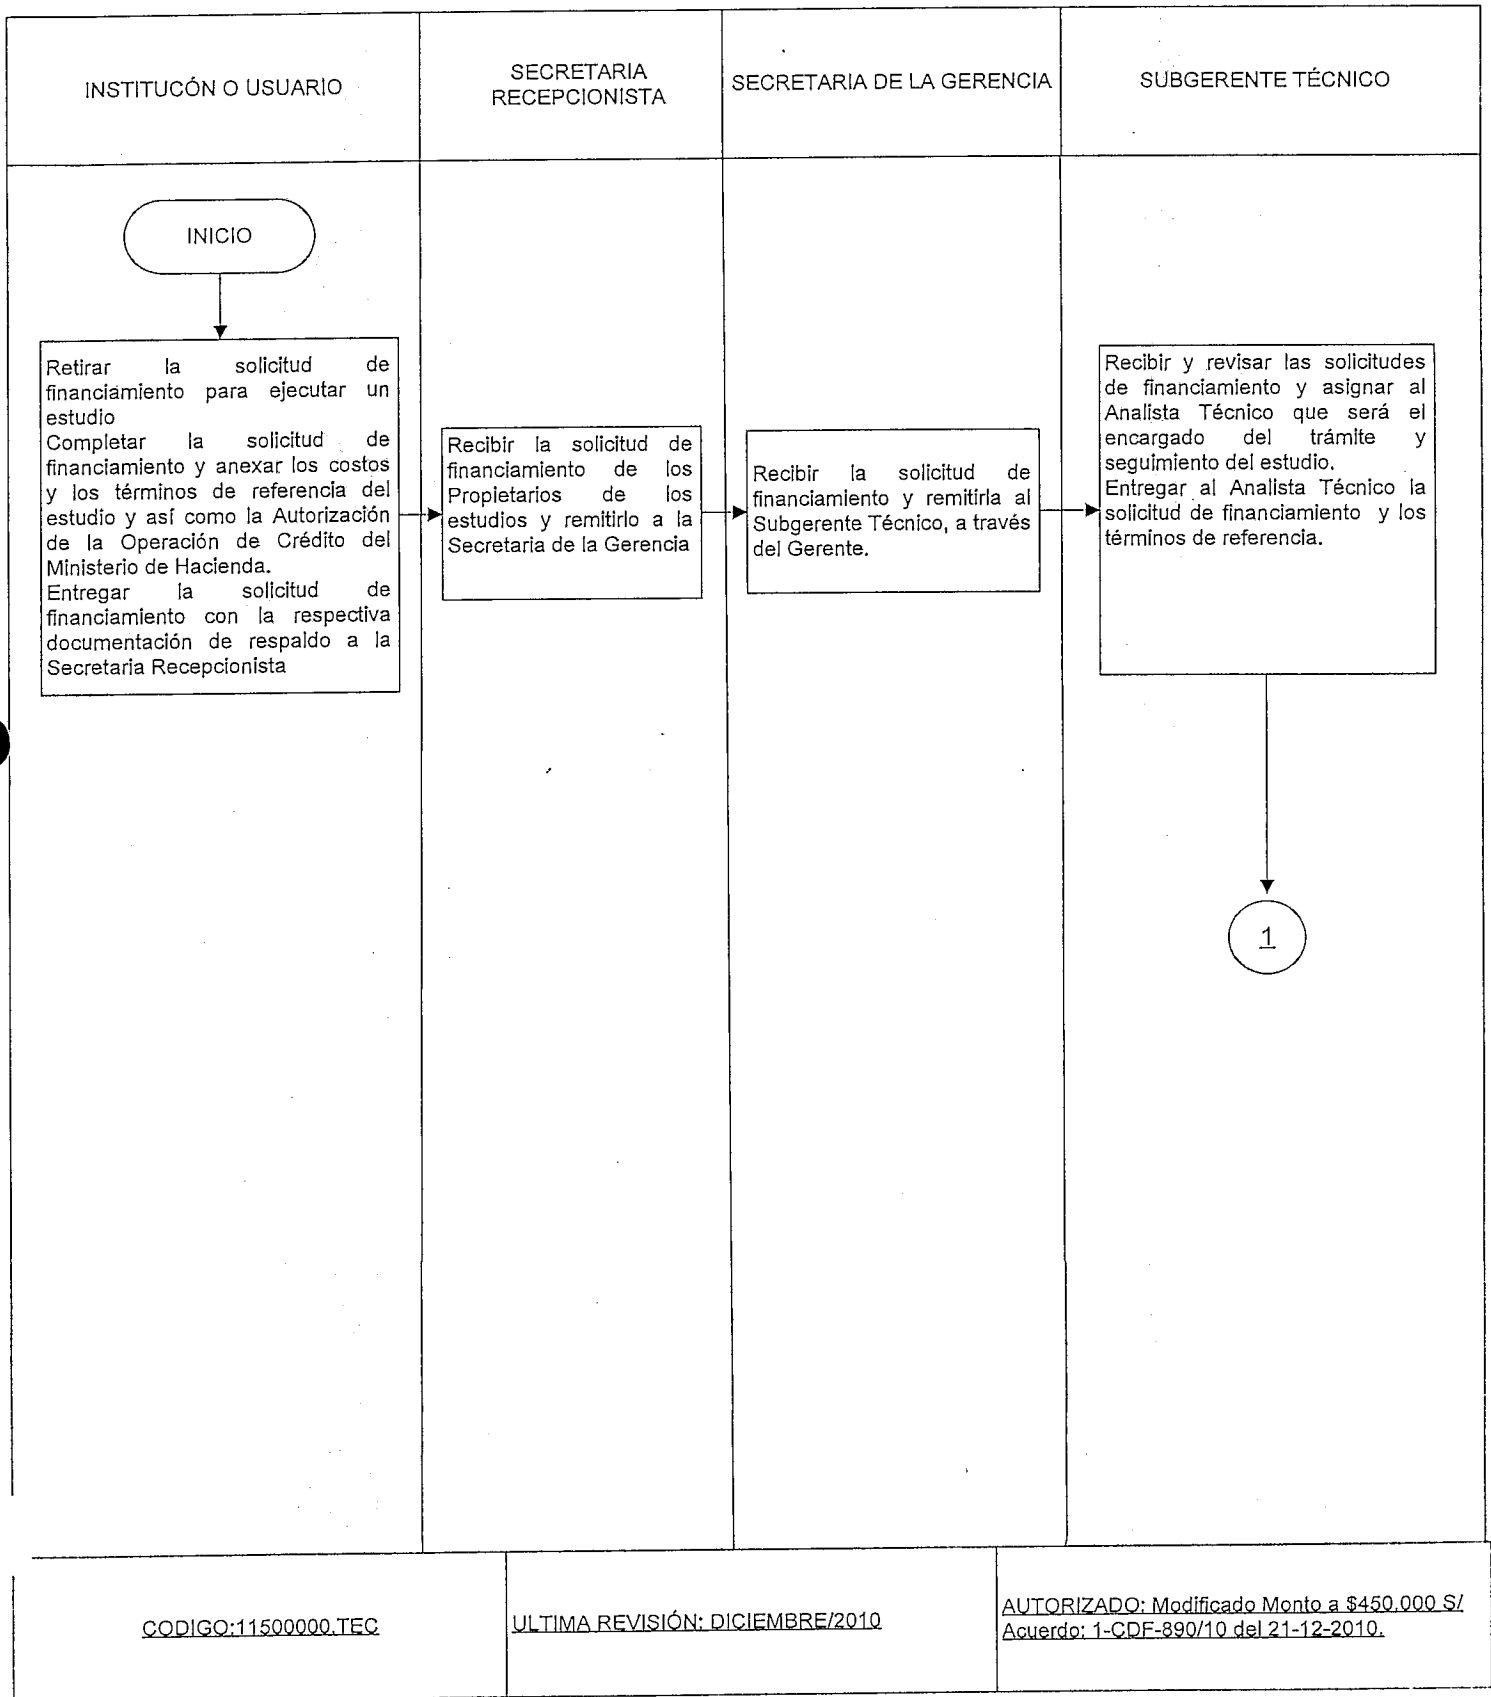 INSTITUCÓN O USUARIO
SECRETARIA
RECEPCIONISTA
SECRETARIA DE LA GERENCIA
SUBGERENTE TÉCNICO
INICIO
Retirar la solicitud de
financiamiento para ejecutar un
estudio
Completar la solicitud de
financiamiento y anexar los costos
y los términos de referencia del
estudio y así como la Autorización
de la Operación de Crédito del
Ministerio de Hacienda.
Entregar la solicitud de
financiamiento con la respectiva
documentación de respaldo a la
Secretaria Recepcionista
Recibir la solicitud de
financiamiento de los
Propietarios de los
estudios y remitirlo a la
Secretaria de la Gerencia
Recibir la solicitud de
financiamiento y remitirla al
Subgerente Técnico, a través
del Gerente.
Recibir y revisar las solicitudes
de financiamiento y asignar al
Analista Técnico que será el
encargado del trámite y
seguimiento del estudio.
Entregar al Analista Técnico la
solicitud de financiamiento y los
términos de referencia.
1
CODIGO:11500000.TEC
ULTIMA REVISIÓN: DICIEMBRE/2010
AUTORIZADO: Modificado Monto a $450,000 S/
Acuerdo: 1-CDF-890/10 del 21-12-2010.